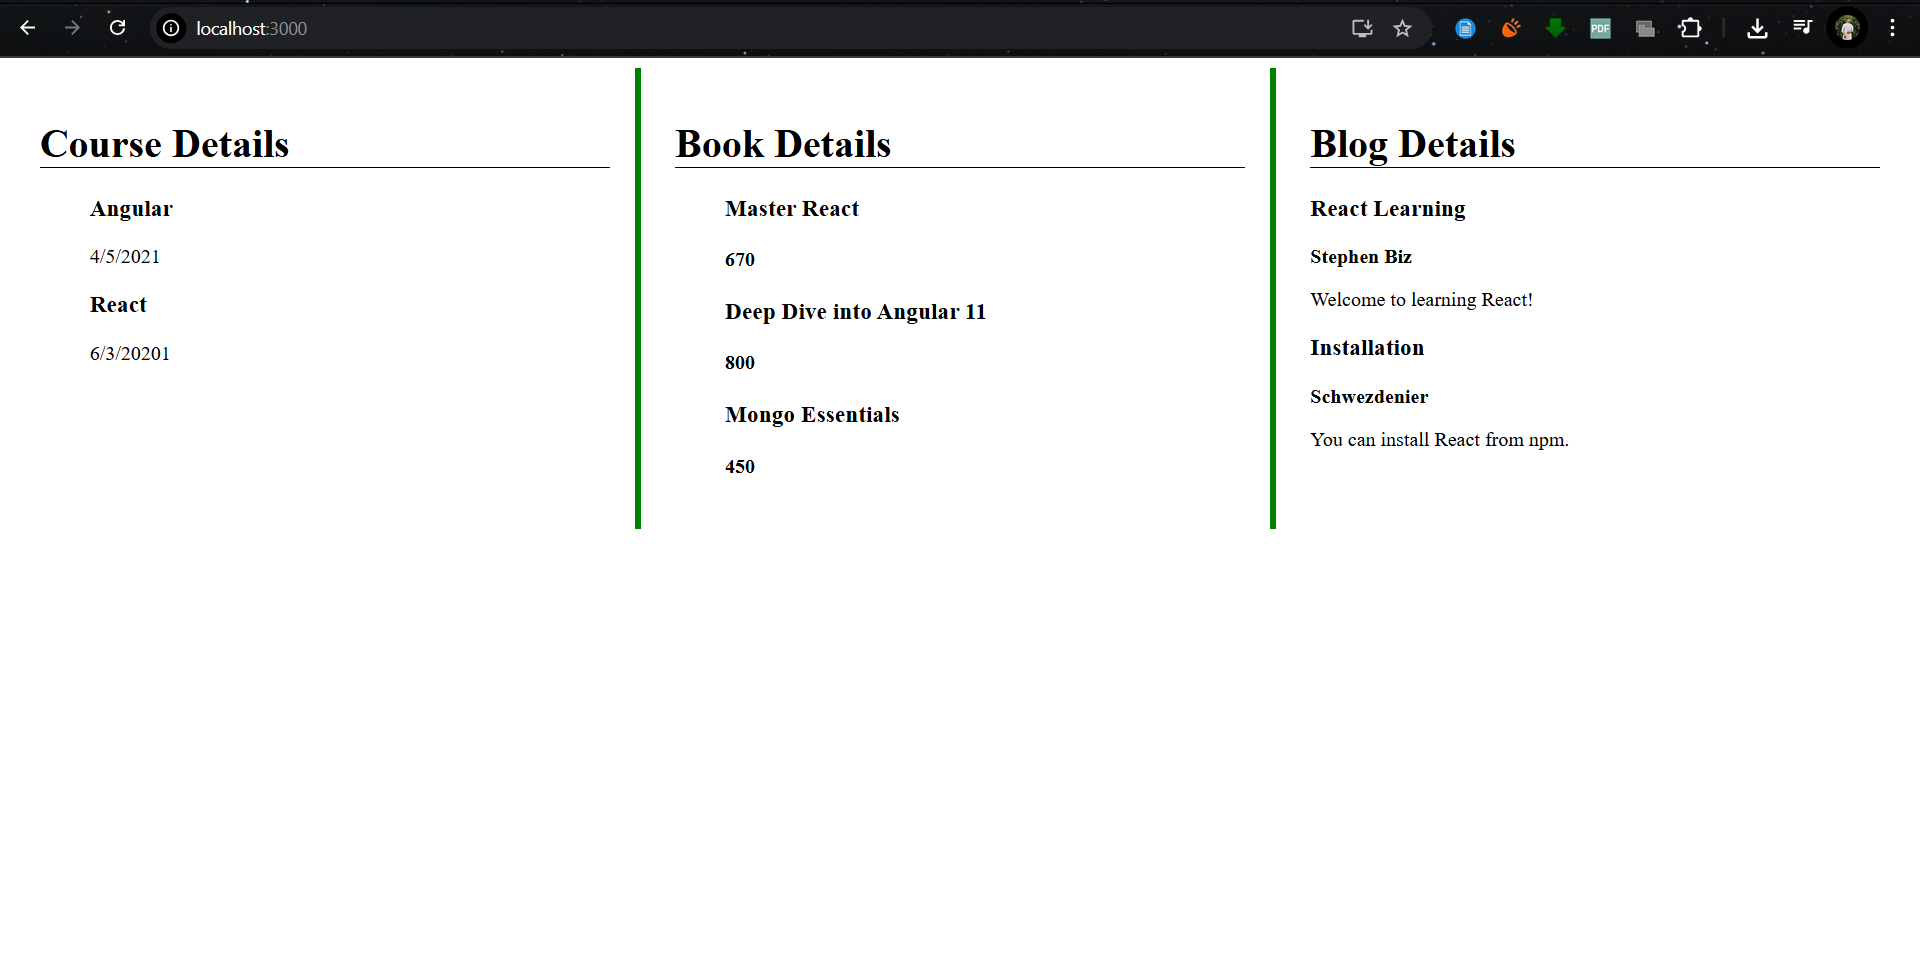 localhost:3000
PDF
Course Details
Angular
4/5/2021
React
6/3/20201
Book Details
Master React
670
Deep Dive into Angular 11
800
Mongo Essentials
450
Blog Details
React Learning
Stephen Biz
Welcome to learning React!
Installation
Schwezdenier
You can install React from npm.